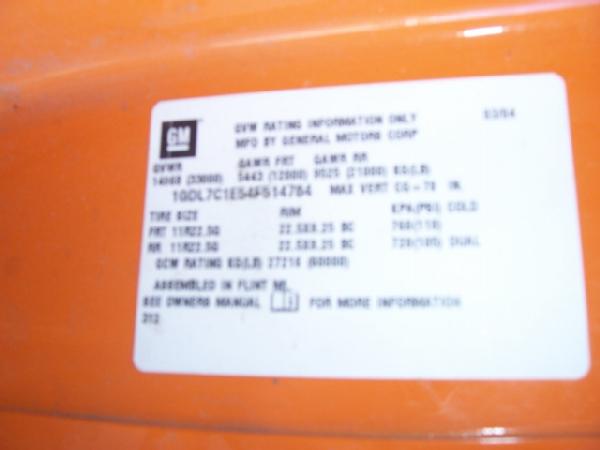 GM
GVW RATING INFORMATION ONLY 03/04
MFD BY GENERAL MOTORS CORP
GVWR GAWR FRT GAWR RR
14968 (33000) 5443 (12000) 9525 (21000) KG(LB)
1GDL7C1E54F514784 MAX VERT CG-78 IN.
TIRE SIZE RIM KPA(PSI) COLD
FRT 11R22.5G 22.5X8.25 BC 760(110)
RR 11R22.5G 22.5X8.25 BC 720(105) DUAL
GCW RATING KG(LB) 27216 (60000)
ASSEMBLED IN FLINT MI.
SEE OWNERS MANUAL FOR MORE INFORMATION
212